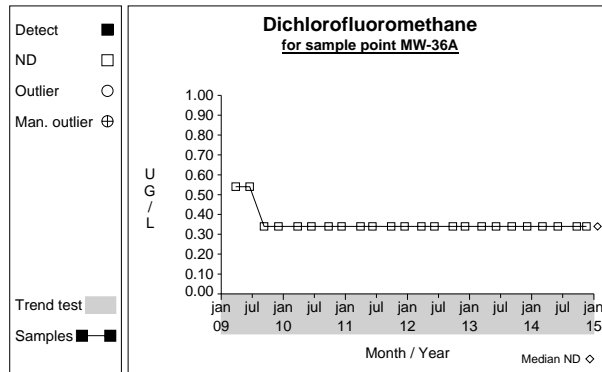 Detect
ND
Outlier
Man. outlier
Trend test
Samples
Dichlorofluoromethane
for sample point MW-36A
U
G
/
L
1.00
0.90
0.80
0.70
0.60
0.50
0.40
0.30
0.20
0.10
0.00
jan jul jan jul jan jul jan jul jan jul jan jul jan
09 10 11 12 13 14 15
Month / Year
Median ND